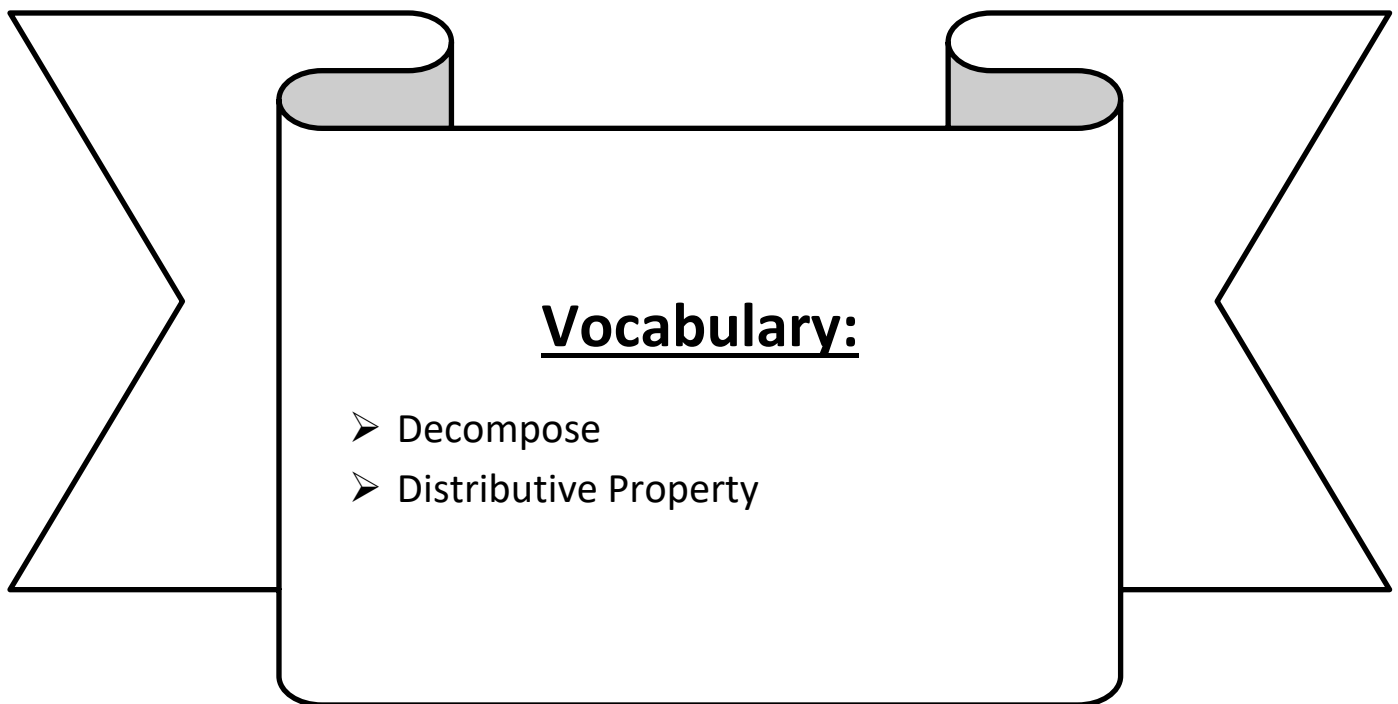 Vocabulary:
➢ Decompose
➢ Distributive Property